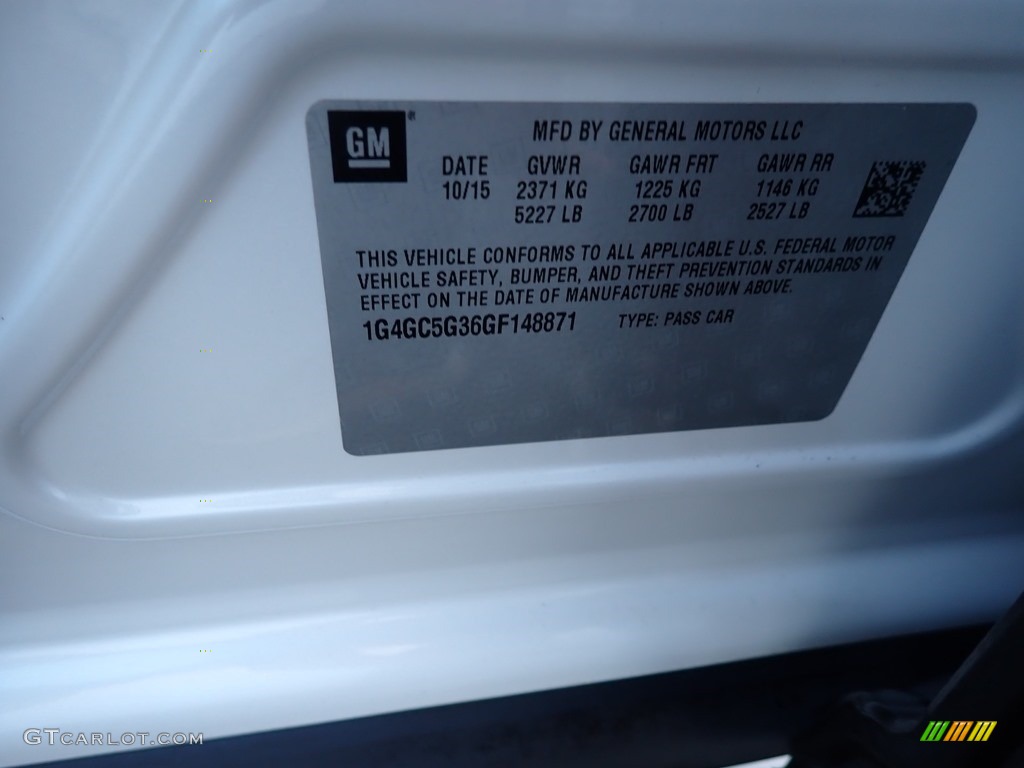 GM®
MFD BY GENERAL MOTORS LLC
DATE GVWR GAWR FRT GAWR RR
10/15 2371 KG 1225 KG 1146 KG
5227 LB 2700 LB 2527 LB
THIS VEHICLE CONFORMS TO ALL APPLICABLE U.S. FEDERAL MOTOR
VEHICLE SAFETY, BUMPER, AND THEFT PREVENTION STANDARDS IN
EFFECT ON THE DATE OF MANUFACTURE SHOWN ABOVE.
1G4GC5G36GF148871 TYPE: PASS CAR
GTCARLOT.COM